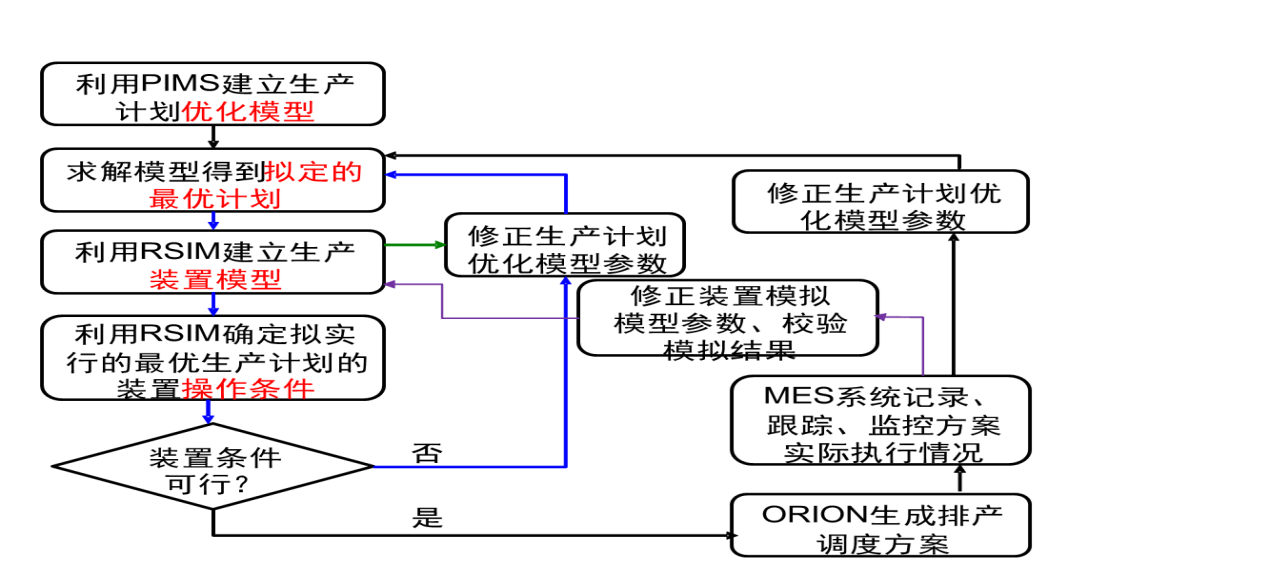 利用PIMS建立生产
计划优化模型
求解模型得到拟定的
最优计划
利用RSIM建立生产
装置模型
利用RSIM确定拟实
行的最优生产计划的
装置操作条件
装置条件
可行?
否
是
修正生产计划
优化模型参数
修正装置模拟
模型参数、校验
模拟结果
修正生产计划优
化模型参数
MES系统记录、
跟踪、监控方案
实际执行情况
ORION生成排产
调度方案